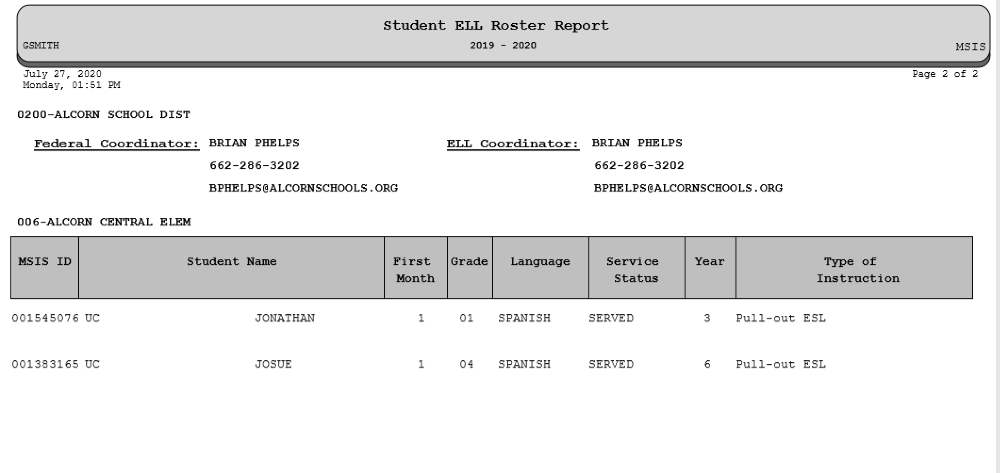 Student ELL Roster Report
GSMITH 2019 - 2020 MSIS
July 27, 2020 Page 2 of 2
Monday, 01:51 PM
0200-ALCORN SCHOOL DIST
Federal Coordinator: BRIAN PHELPS ELL Coordinator: BRIAN PHELPS
662-286-3202 662-286-3202
BPHELPS@ALCORNSCHOOLS.ORG BPHELPS@ALCORNSCHOOLS.ORG
006-ALCORN CENTRAL ELEM
MSIS ID Student Name First Grade Language Service Year Type of
Month Status Instruction
001545076 UC JONATHAN 1 01 SPANISH SERVED 3 Pull-out ESL
001383165 UC JOSUE 1 04 SPANISH SERVED 6 Pull-out ESL